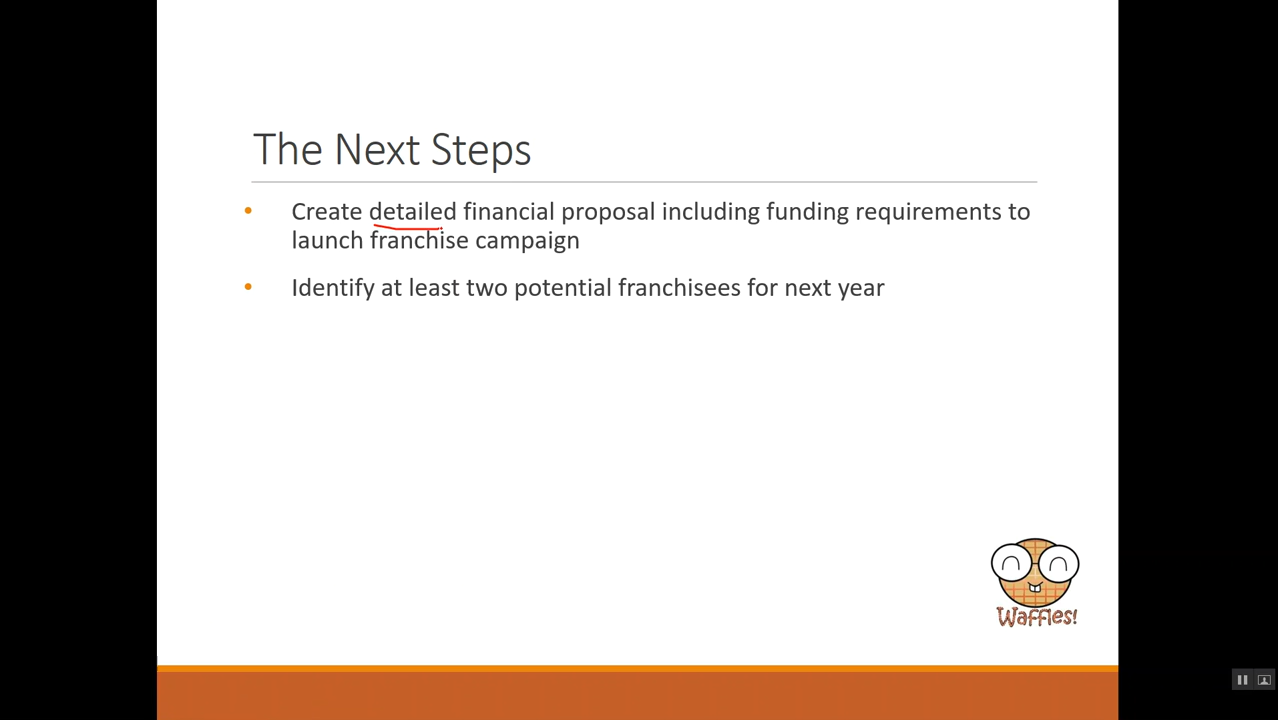 The Next Steps
• Create detailed financial proposal including funding requirements to
launch franchise campaign
• Identify at least two potential franchisees for next year
Waffles!